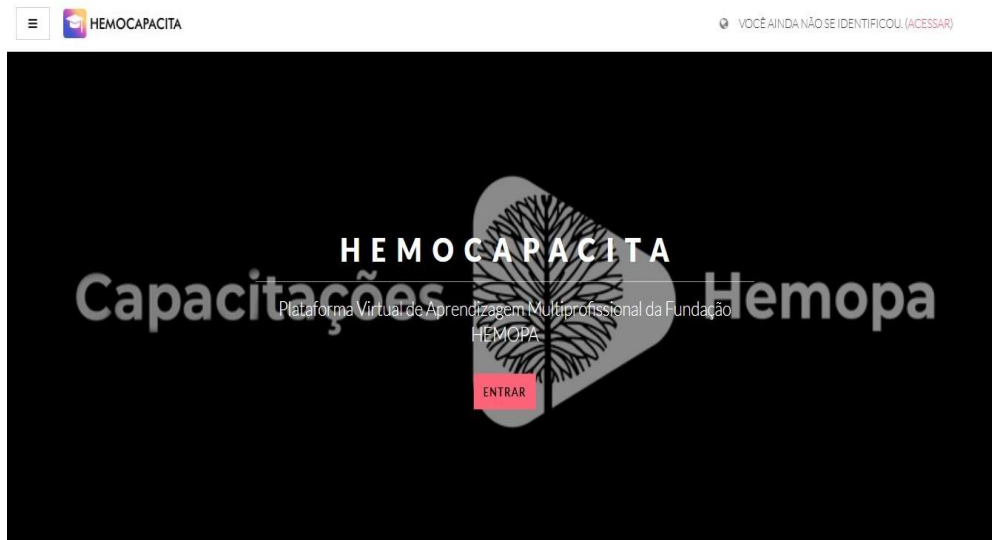 HEMOCAPACITA
VOCÊ AINDA NÃO SE IDENTIFICOU. (ACESSAR)
HEMOCAPACITA
Capacitações Hemopa
Plataforma Virtual de Aprendizagem Multiprofissional da Fundação
HEMOPA
ENTRAR